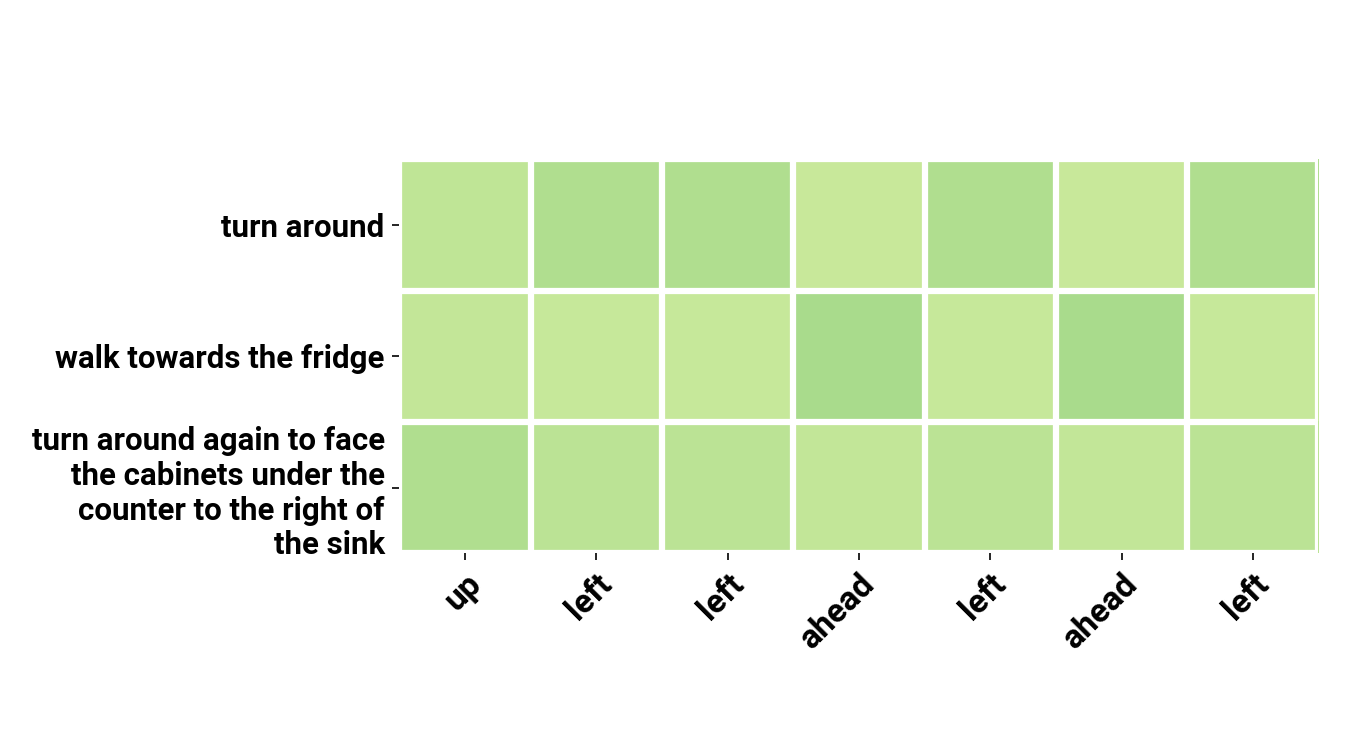 turn around
walk towards the fridge
turn around again to face
the cabinets under the
counter to the right of
the sink
up
left
left
ahead
left
ahead
left